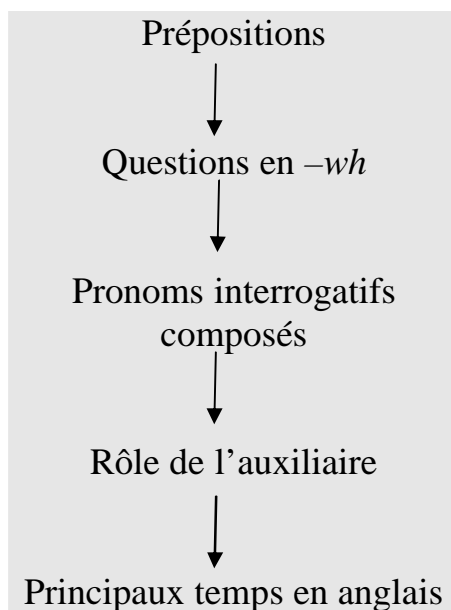 Prépositions
Questions en –wh
Pronoms interrogatifs
composés
Rôle de l’auxiliaire
Principaux temps en anglais